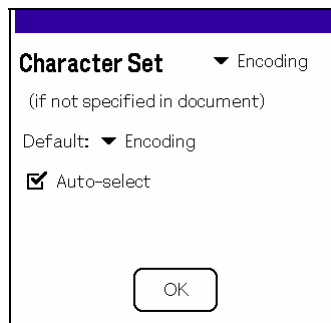 Character Set Encoding
(if not specified in document)
Default: Encoding
Auto-select
OK